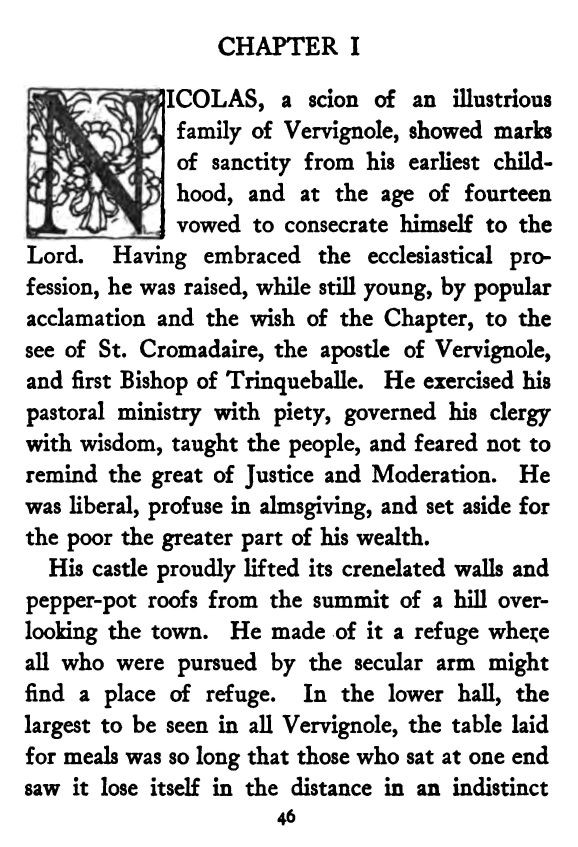 CHAPTER I
NICOLAS, a scion of an illustrious
family of Vervignole, showed marks
of sanctity from his earliest child-
hood, and at the age of fourteen
vowed to consecrate himself to the
Lord. Having embraced the ecclesiastical pro-
fession, he was raised, while still young, by popular
acclamation and the wish of the Chapter, to the
see of St. Cromadaire, the apostle of Vervignole,
and first Bishop of Trinqueballe. He exercised his
pastoral ministry with piety, governed his clergy
with wisdom, taught the people, and feared not to
remind the great of Justice and Moderation. He
was liberal, profuse in almsgiving, and set aside for
the poor the greater part of his wealth.
His castle proudly lifted its crenelated walls and
pepper-pot roofs from the summit of a hill over-
looking the town. He made of it a refuge where
all who were pursued by the secular arm might
find a place of refuge. In the lower hall, the
largest to be seen in all Vervignole, the table laid
for meals was so long that those who sat at one end
saw it lose itself in the distance in an indistinct
46